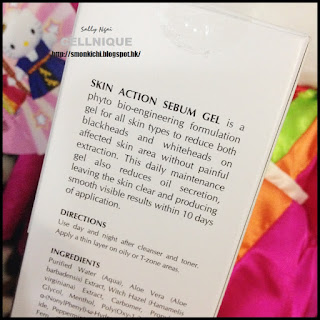 Sally Ngai
CELLNIQUE
http://smonkichi.blogspot.hk/
SKIN ACTION SEBUM GEL is a
phyto bio-engineering formulation
gel for all skin types to reduce both
blackheads and whiteheads on
affected skin area without painful
extraction. This daily maintenance
gel also reduces oil secretion,
leaving the skin clear and producing
smooth visible results within 10 days
of application.
DIRECTIONS
Use day and night after cleanser and toner.
Apply a thin layer on oily or T-zone areas.
INGREDIENTS
Purified Water (Aqua), Aloe Vera (Aloe
barbadensis) Extract, Witch Hazel (Hamamelis
virginiana) Extract, Carbomer,
Glycol, Menthol,